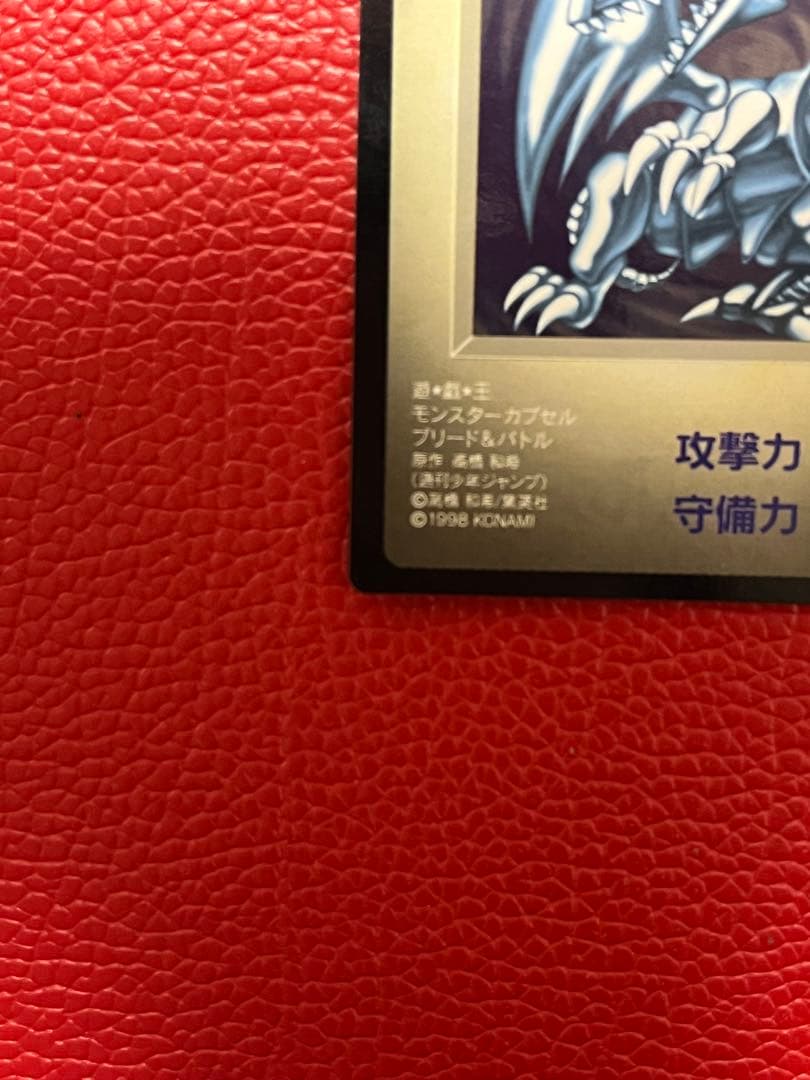 遊★戯★王
モンスターカプセル
ブリード&バトル
原作 高橋 和希
(週刊少年ジャンプ)
©高橋 和希/集英社
©1998 KONAMI
攻撃力
守備力